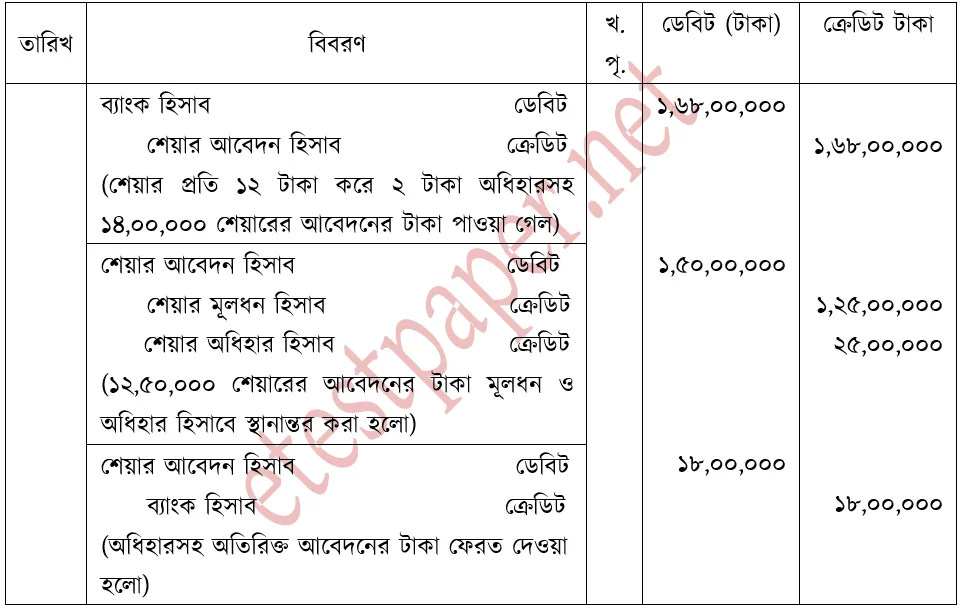 তারিখ বিবরণ খ. পৃ. ডেবিট (টাকা) ক্রেডিট টাকা
ব্যাংক হিসাব ডেবিট ১,৬৮,০০,০০০
শেয়ার আবেদন হিসাব ক্রেডিট ১,৬৮,০০,০০০
(শেয়ার প্রতি ১২ টাকা করে ২ টাকা অধিহারসহ
১৪,০০,০০০ শেয়ারের আবেদনের টাকা পাওয়া গেল)
শেয়ার আবেদন হিসাব ডেবিট ১,৫০,০০,০০০
শেয়ার মূলধন হিসাব ক্রেডিট ১,২৫,০০,০০০
শেয়ার অধিহার হিসাব ক্রেডিট ২৫,০০,০০০
(১২,৫০,০০০ শেয়ারের আবেদনের টাকা মূলধন ও
অধিহার হিসাবে স্থানান্তর করা হলো)
শেয়ার আবেদন হিসাব ডেবিট ১৮,০০,০০০
ব্যাংক হিসাব ক্রেডিট ১৮,০০,০০০
(অধিহারসহ অতিরিক্ত আবেদনের টাকা ফেরত দেওয়া
হলো)
etestpaper.net